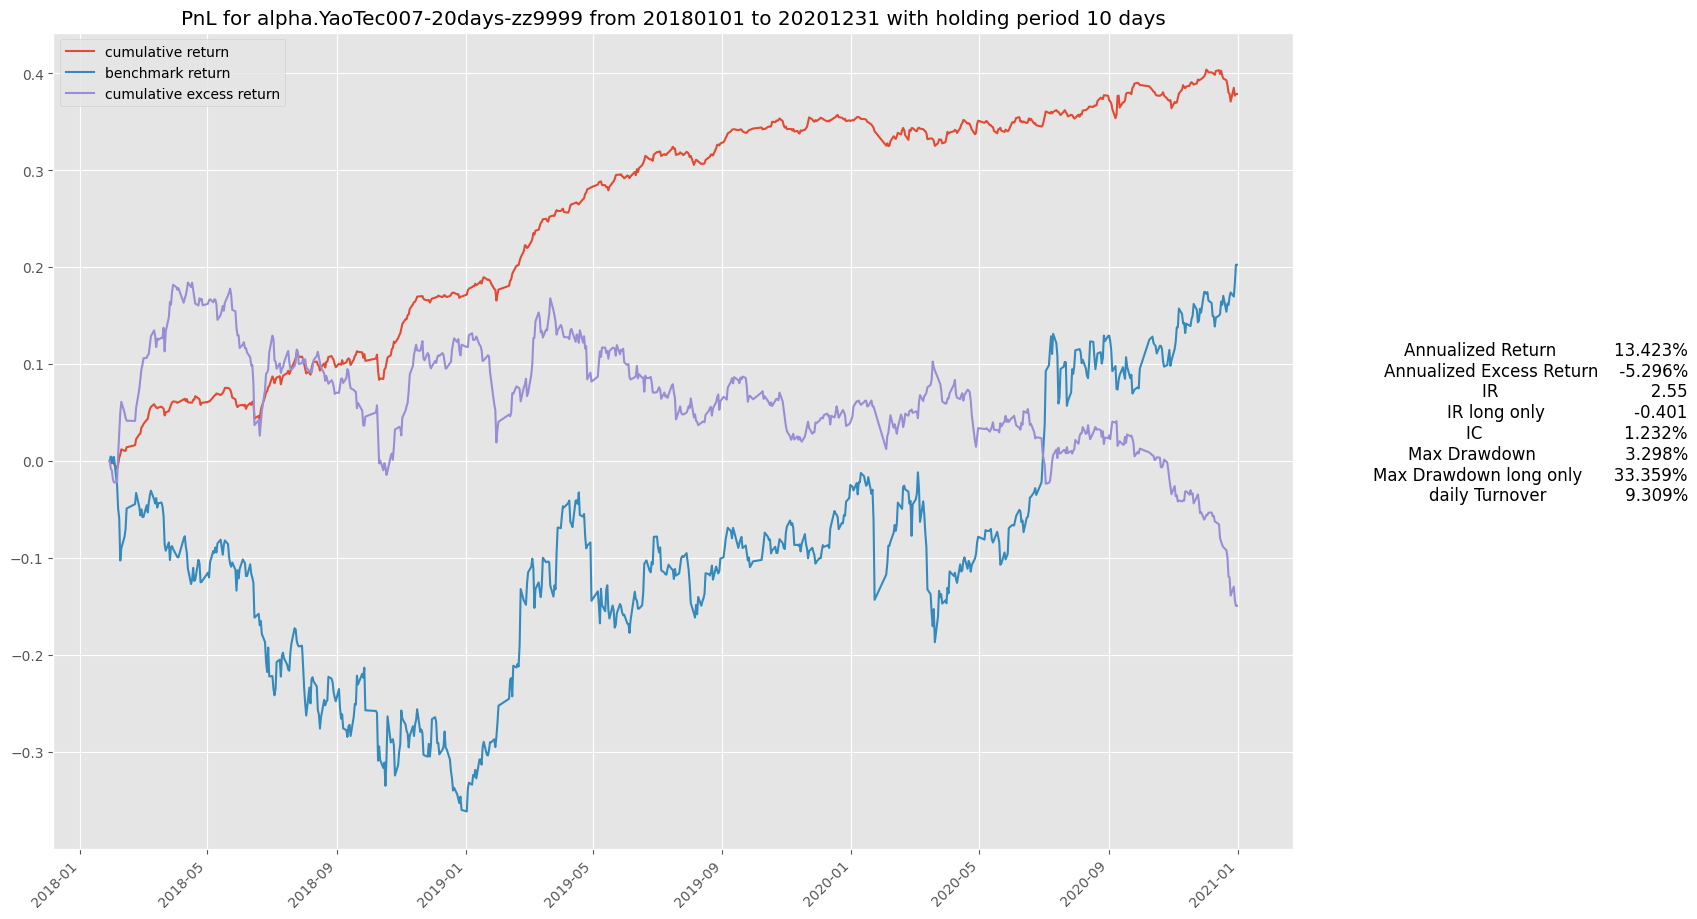 PnL for alpha.YaoTec007-20days-zz9999 from 20180101 to 20201231 with holding period 10 days
cumulative return
benchmark return
cumulative excess return
0.4
0.3
0.2
0.1
0.0
−0.1
−0.2
−0.3
2018-01
2018-05
2018-09
2019-01
2019-05
2019-09
2020-01
2020-05
2020-09
2021-01
Annualized Return 13.423%
Annualized Excess Return -5.296%
IR 2.55
IR long only -0.401
IC 1.232%
Max Drawdown 3.298%
Max Drawdown long only 33.359%
daily Turnover 9.309%